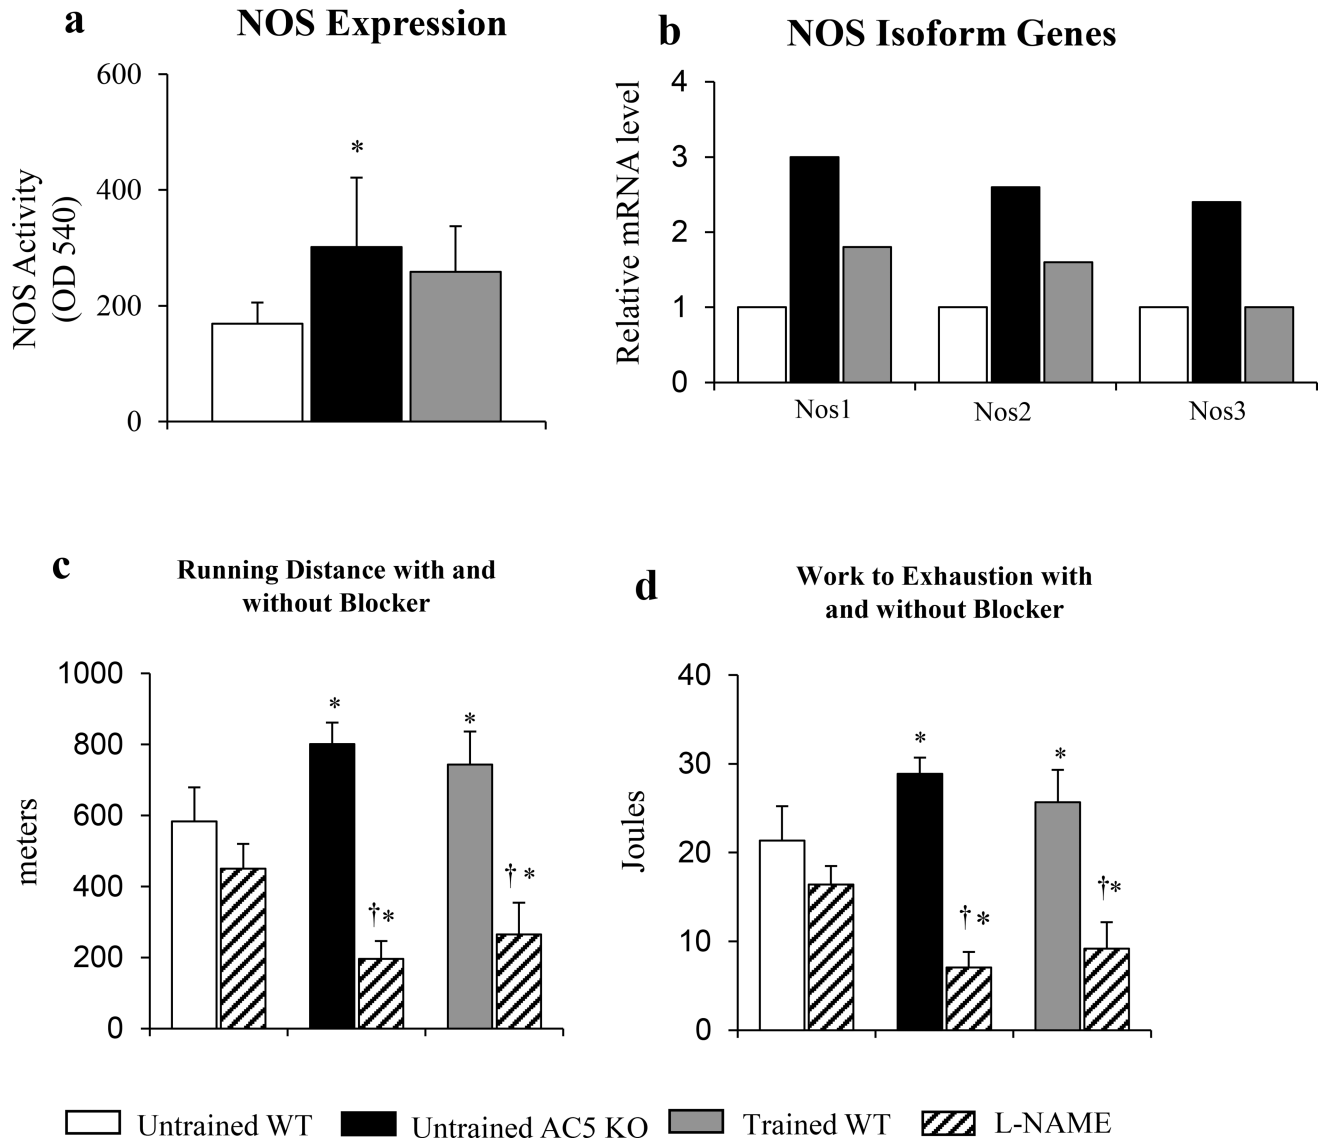 a
NOS Expression
NOS Activity
(OD 540)
600
400
200
0
*
b
NOS Isoform Genes
Relative mRNA level
4
3
2
1
0
Nos1
Nos2
Nos3
c
Running Distance with and
without Blocker
meters
1000
800
600
400
200
0
*
†*
*
† *
d
Work to Exhaustion with
and without Blocker
Joules
40
30
20
10
0
*
† *
*
†*
Untrained WT
Untrained AC5 KO
Trained WT
L-NAME